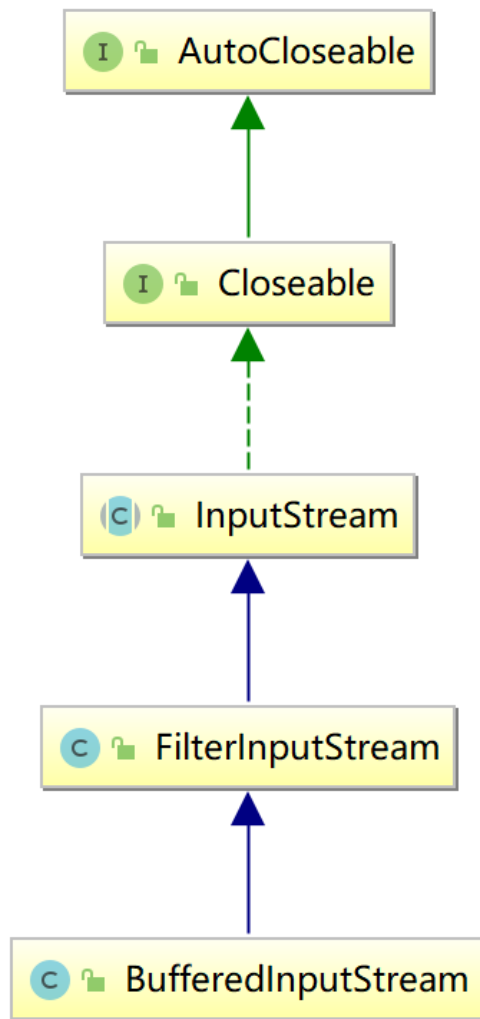 I AutoCloseable
I Closeable
C InputStream
C FilterInputStream
C BufferedInputStream